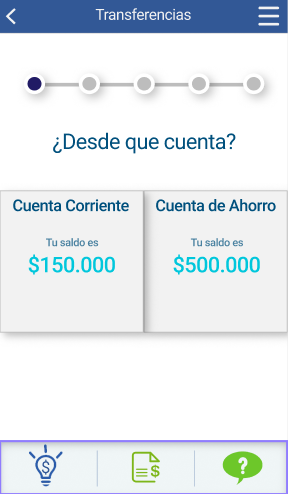 Transferencias
¿Desde que cuenta?
Cuenta Corriente
Tu saldo es
$150.000
Cuenta de Ahorro
Tu saldo es
$500.000
$
$
?